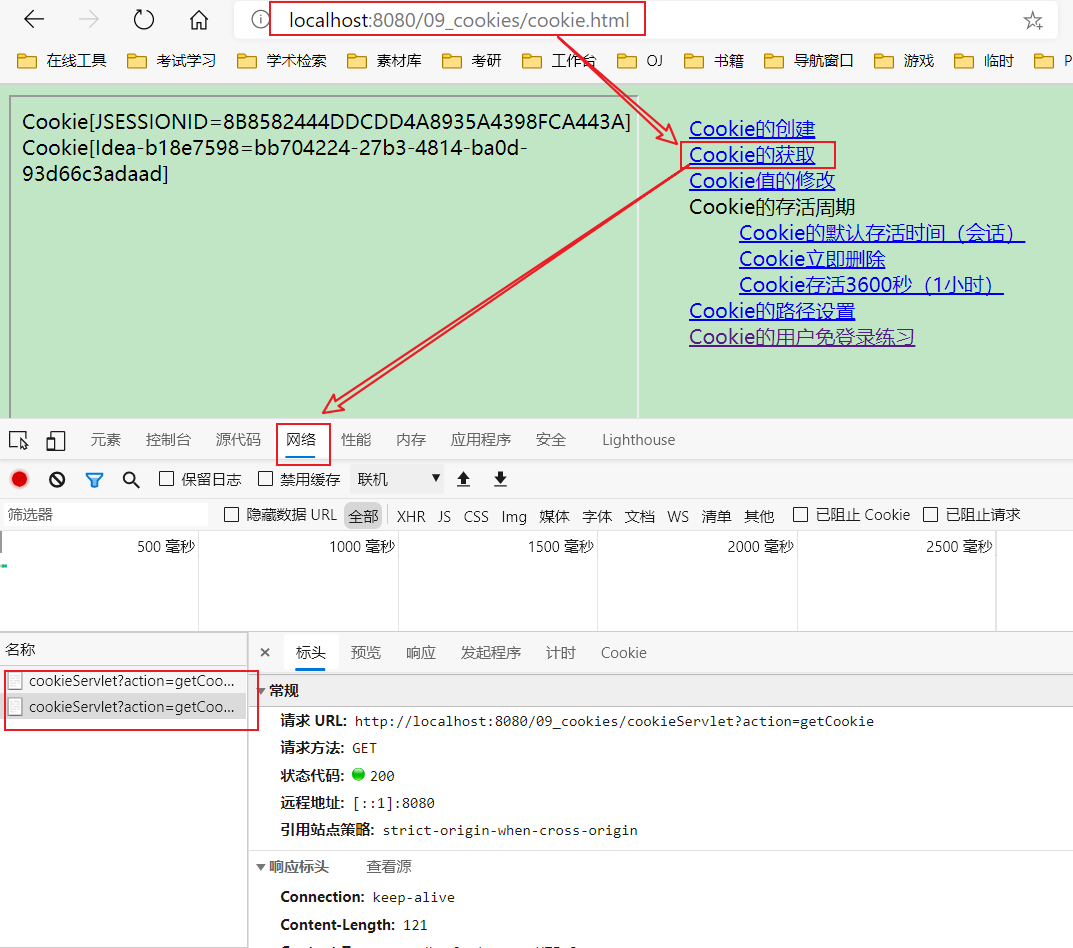 localhost:8080/09_cookies/cookie.html
在线工具 考试学习 学术检索 素材库 考研 工作台 OJ 书籍 导航窗口 游戏 临时 P
Cookie[JSESSIONID=8B8582444DDCDD4A8935A4398FCA443A]
Cookie[Idea-b18e7598=bb704224-27b3-4814-ba0d-
93d66c3adaad]
Cookie的创建
Cookie的获取
Cookie值的修改
Cookie的存活周期
Cookie的默认存活时间（会话）
Cookie立即删除
Cookie存活3600秒（1小时）
Cookie的路径设置
Cookie的用户免登录练习
元素 控制台 源代码 网络 性能 内存 应用程序 安全 Lighthouse
保留日志 禁用缓存 联机
筛选器 隐藏数据 URL 全部 XHR JS CSS Img 媒体 字体 文档 WS 清单 其他 已阻止 Cookie 已阻止请求
500 毫秒 1000 毫秒 1500 毫秒 2000 毫秒 2500 毫秒
名称
cookieServlet?action=getCoo...
cookieServlet?action=getCoo...
标头 预览 响应 发起程序 计时 Cookie
常规
请求 URL: http://localhost:8080/09_cookies/cookieServlet?action=getCookie
请求方法: GET
状态代码: 200
远程地址: [::1]:8080
引用站点策略: strict-origin-when-cross-origin
响应标头 查看源
Connection: keep-alive
Content-Length: 121